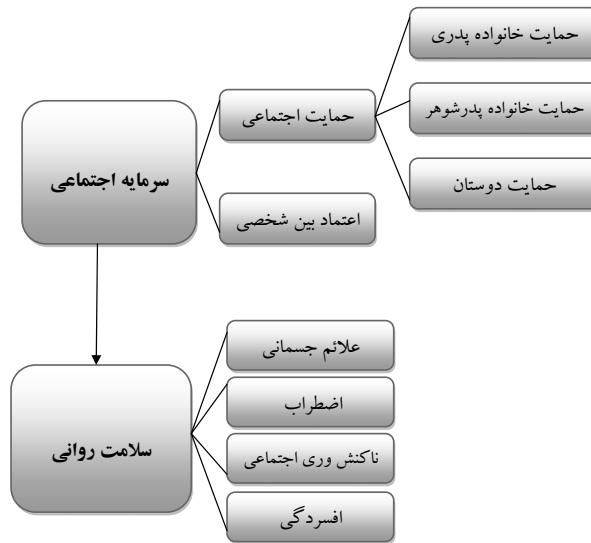 حمایت خانواده پدری
حمایت اجتماعی
حمایت خانواده پدرشوهر
سرمایه اجتماعی
حمایت دوستان
اعتماد بین شخصی
علائم جسمانی
اضطراب
سلامت روانی
ناکنش وری اجتماعی
افسردگی